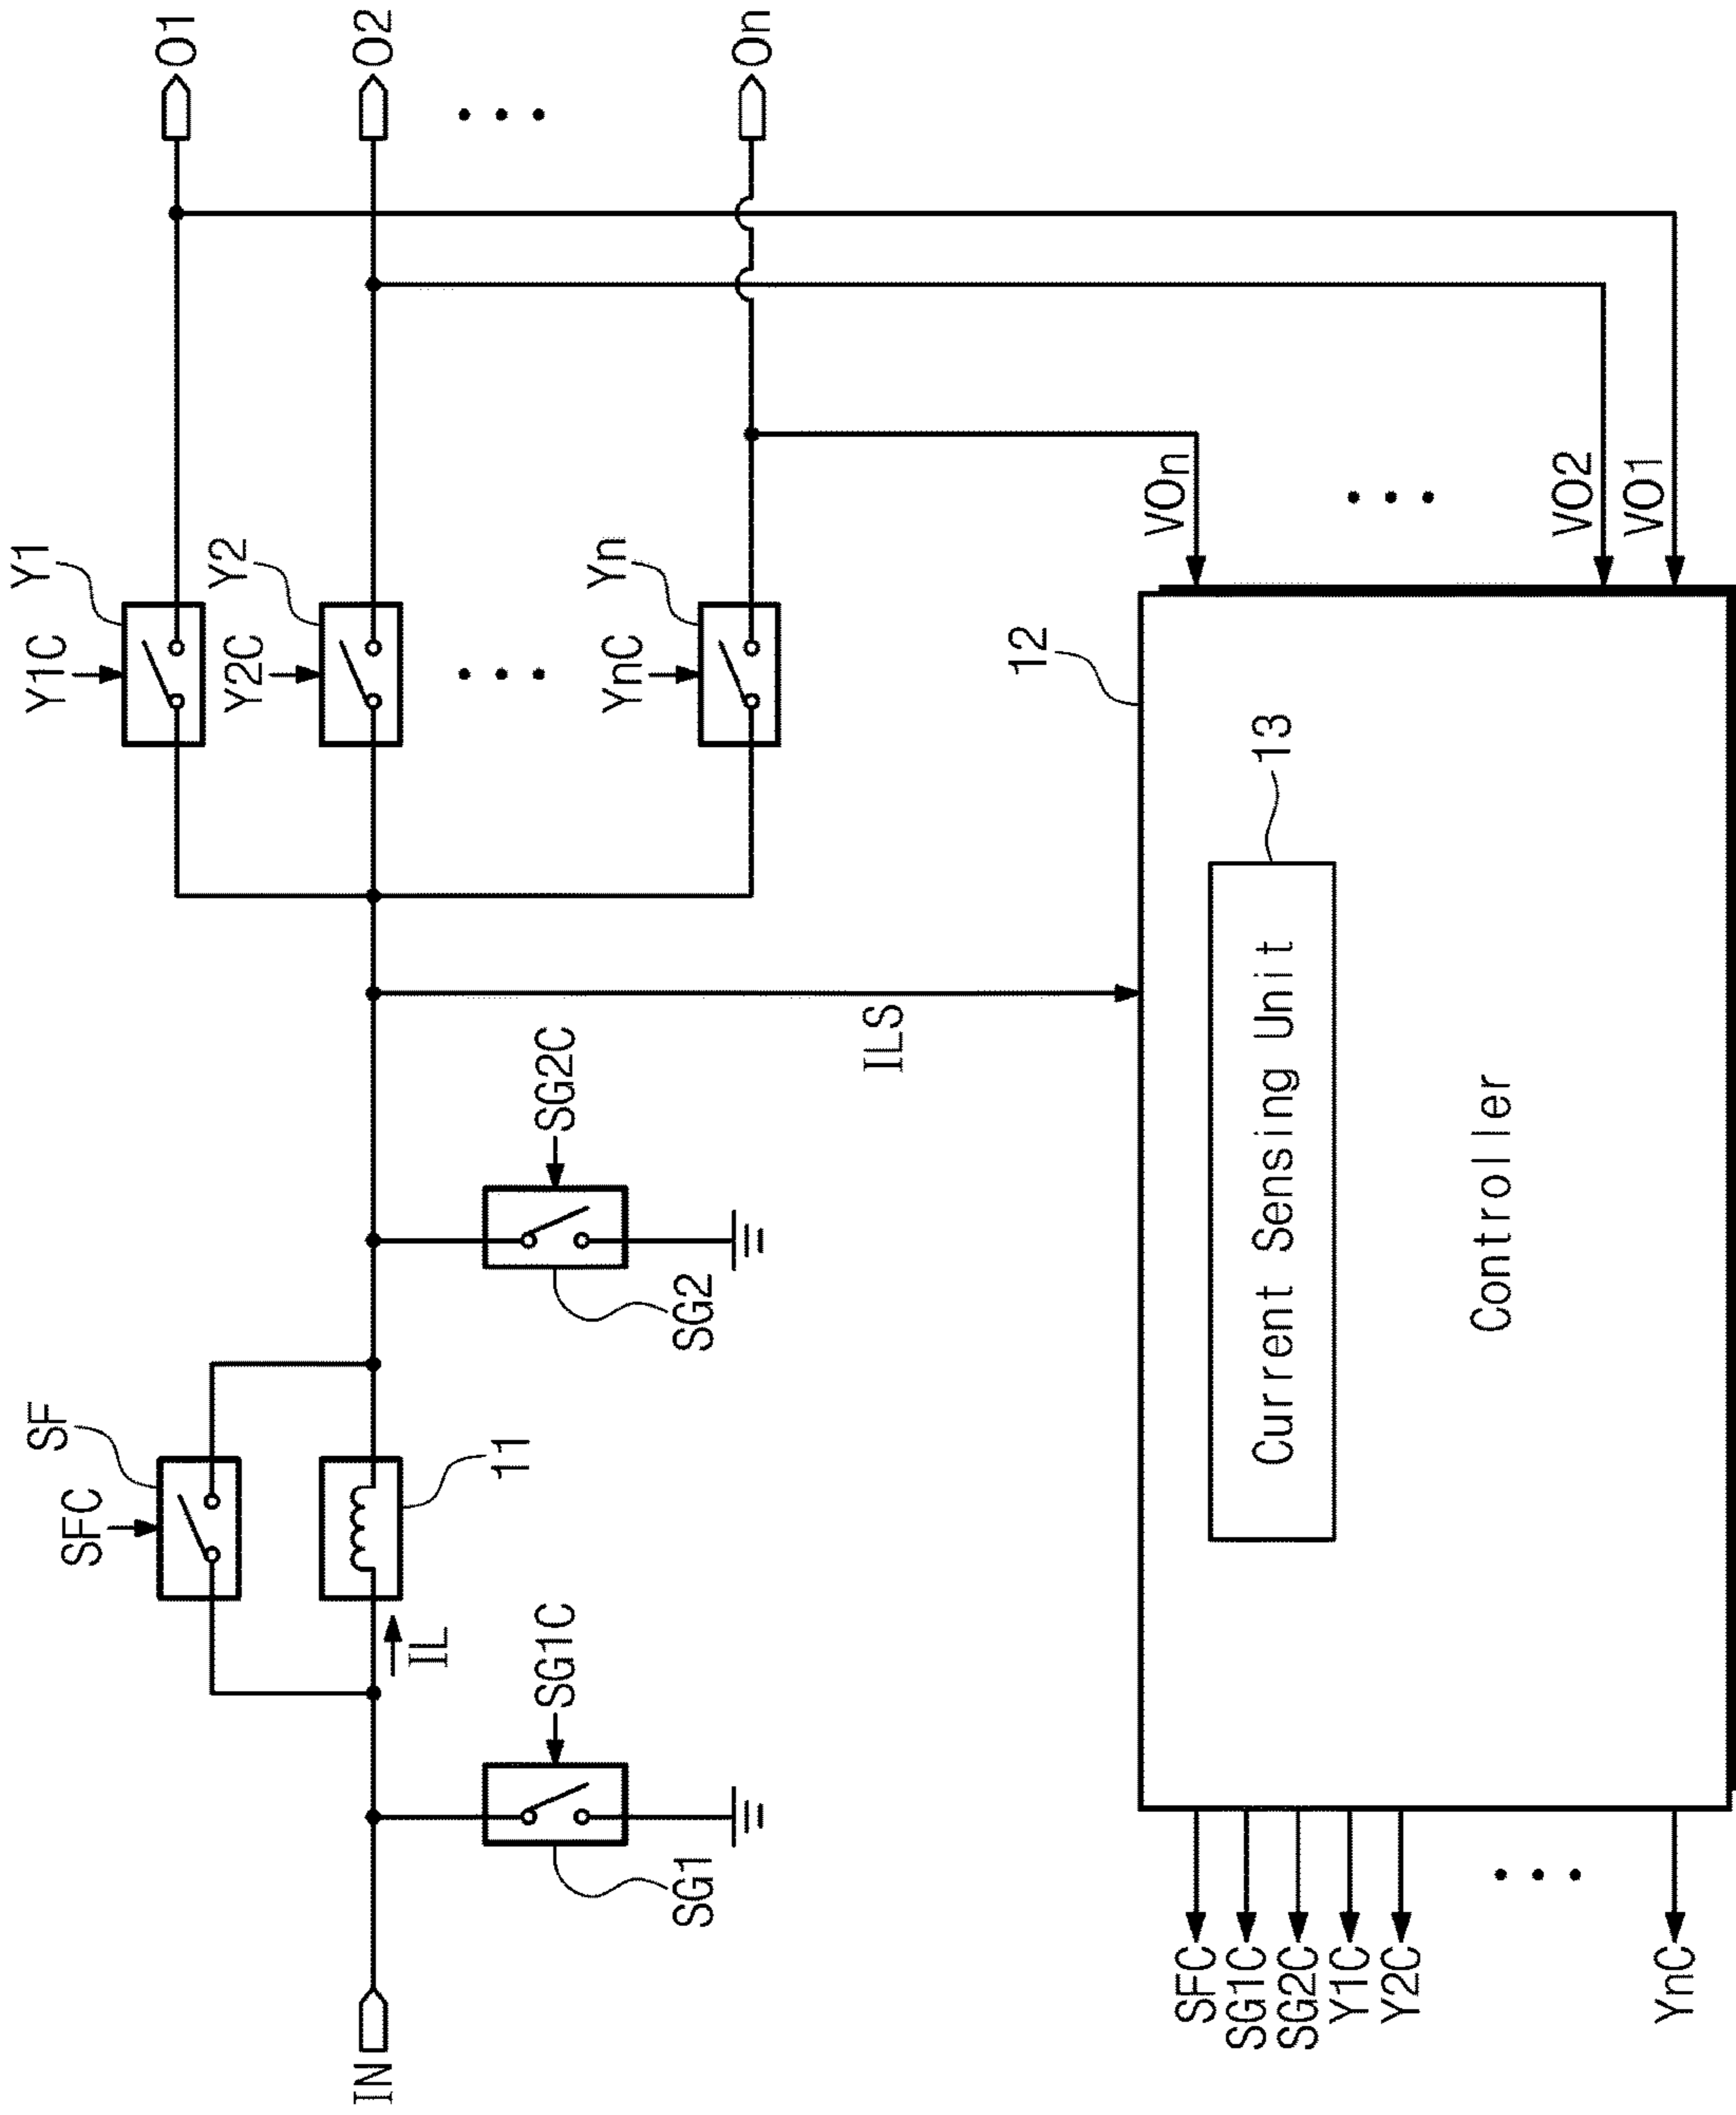 SFC
SF
Y1C
Y1
O1
Y2C
Y2
O2
IN
IL
11
SG1C
SG2C
YnC
Yn
On
SG1
SG2
ILS
12
SFC
SG1C
SG2C
Y1C
Y2C
YnC
Current Sensing Unit
13
Controller
VOn
VO2
VO1